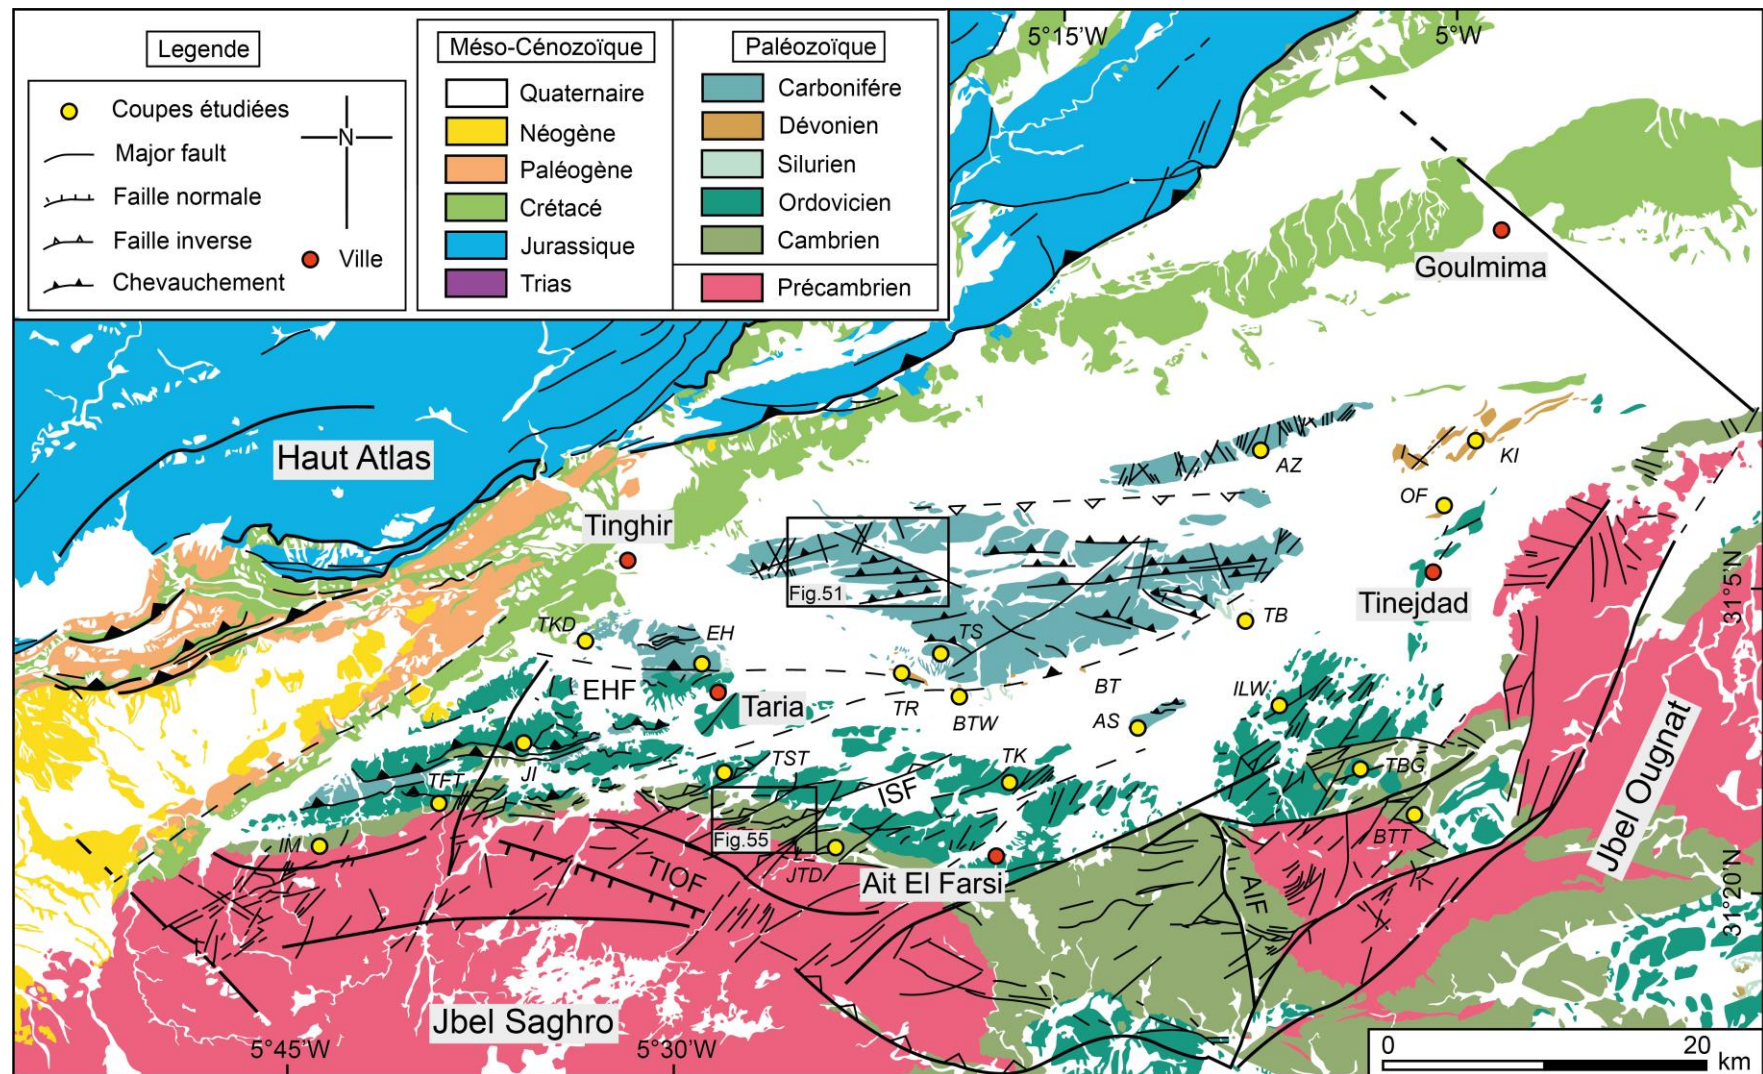 Legende
Coupes étudiées
Major fault
Faille normale
Faille inverse
Chevauchement
N
Ville
Méso-Cénozoïque
Quaternaire
Néogène
Paléogène
Crétacé
Jurassique
Trias
Paléozoïque
Carbonifére
Dévonien
Silurien
Ordovicien
Cambrien
Précambrien
5°15'W
5°W
Goulmima
Haut Atlas
AZ
KI
OF
Tinghir
Fig.51
Tinejdad
31°5'N
TKD
EH
TS
TB
EHF
Taria
TR
BTW
BT
AS
ILW
Jbel Ougnat
TFT
JI
TST
ISF
TK
TBG
IM
Fig.55
JTD
Ait El Farsi
BTT
TIOF
AIF
31°20'N
Jbel Saghro
5°45'W
5°30'W
0
20
km